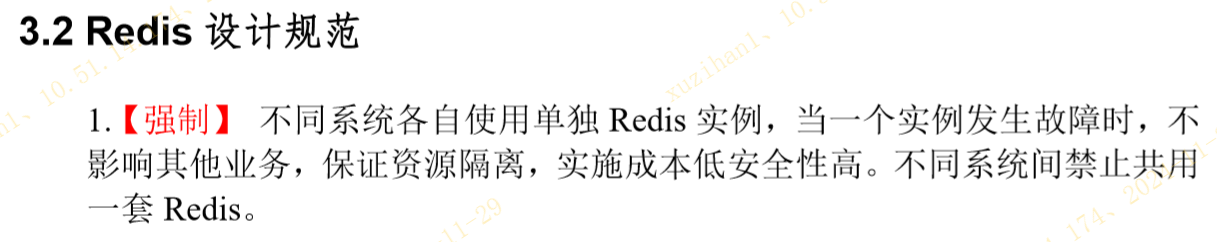 3.2 Redis 设计规范
1.【强制】 不同系统各自使用单独 Redis 实例，当一个实例发生故障时，不
影响其他业务，保证资源隔离，实施成本低安全性高。不同系统间禁止共用
一套 Redis。